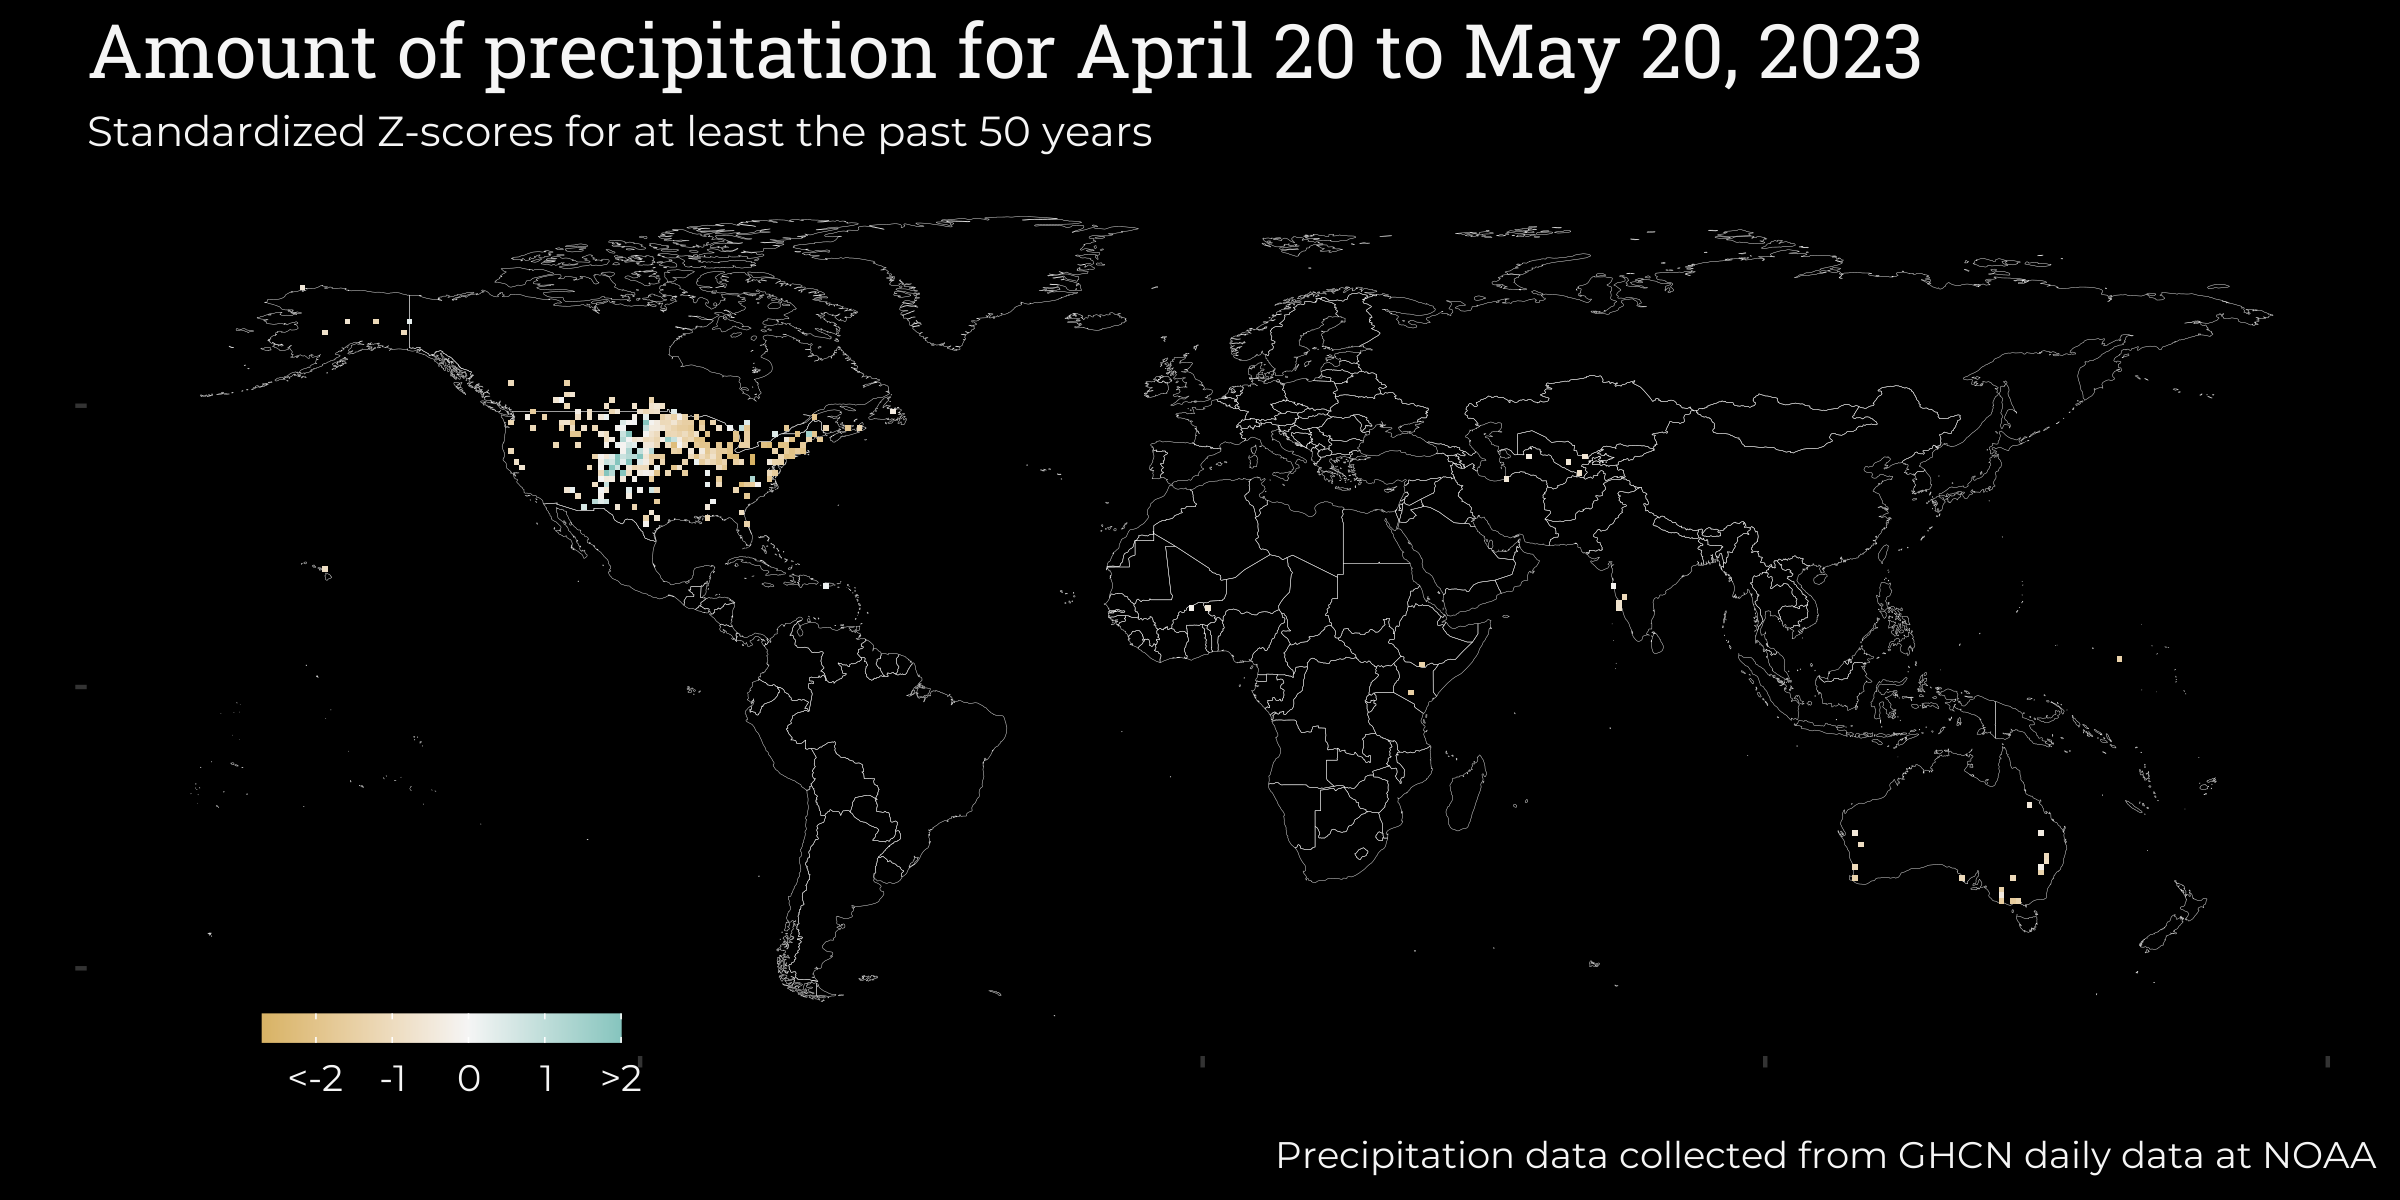 Amount of precipitation for April 20 to May 20, 2023
Standardized Z-scores for at least the past 50 years
<-2 -1 0 1 >2
Precipitation data collected from GHCN daily data at NOAA